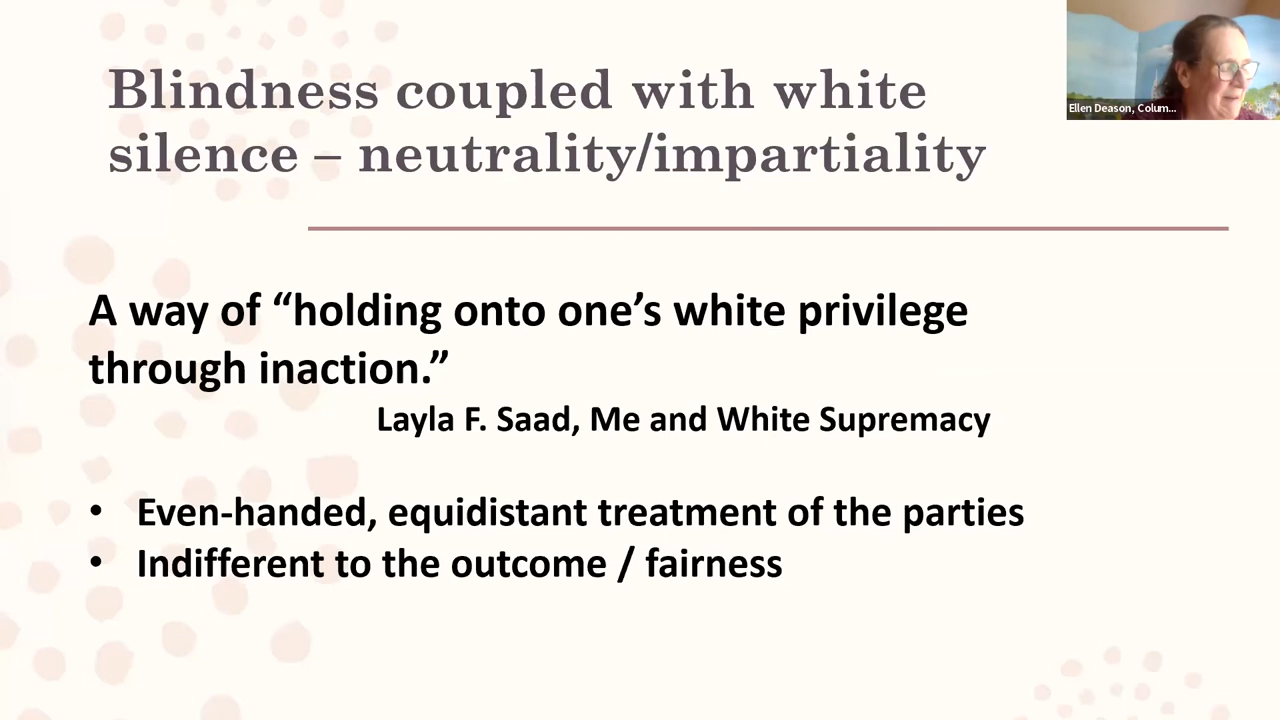 Blindness coupled with white
silence – neutrality/impartiality
Ellen Deason, Colum...
A way of “holding onto one’s white privilege
through inaction.”
Layla F. Saad, Me and White Supremacy
• Even-handed, equidistant treatment of the parties
• Indifferent to the outcome / fairness